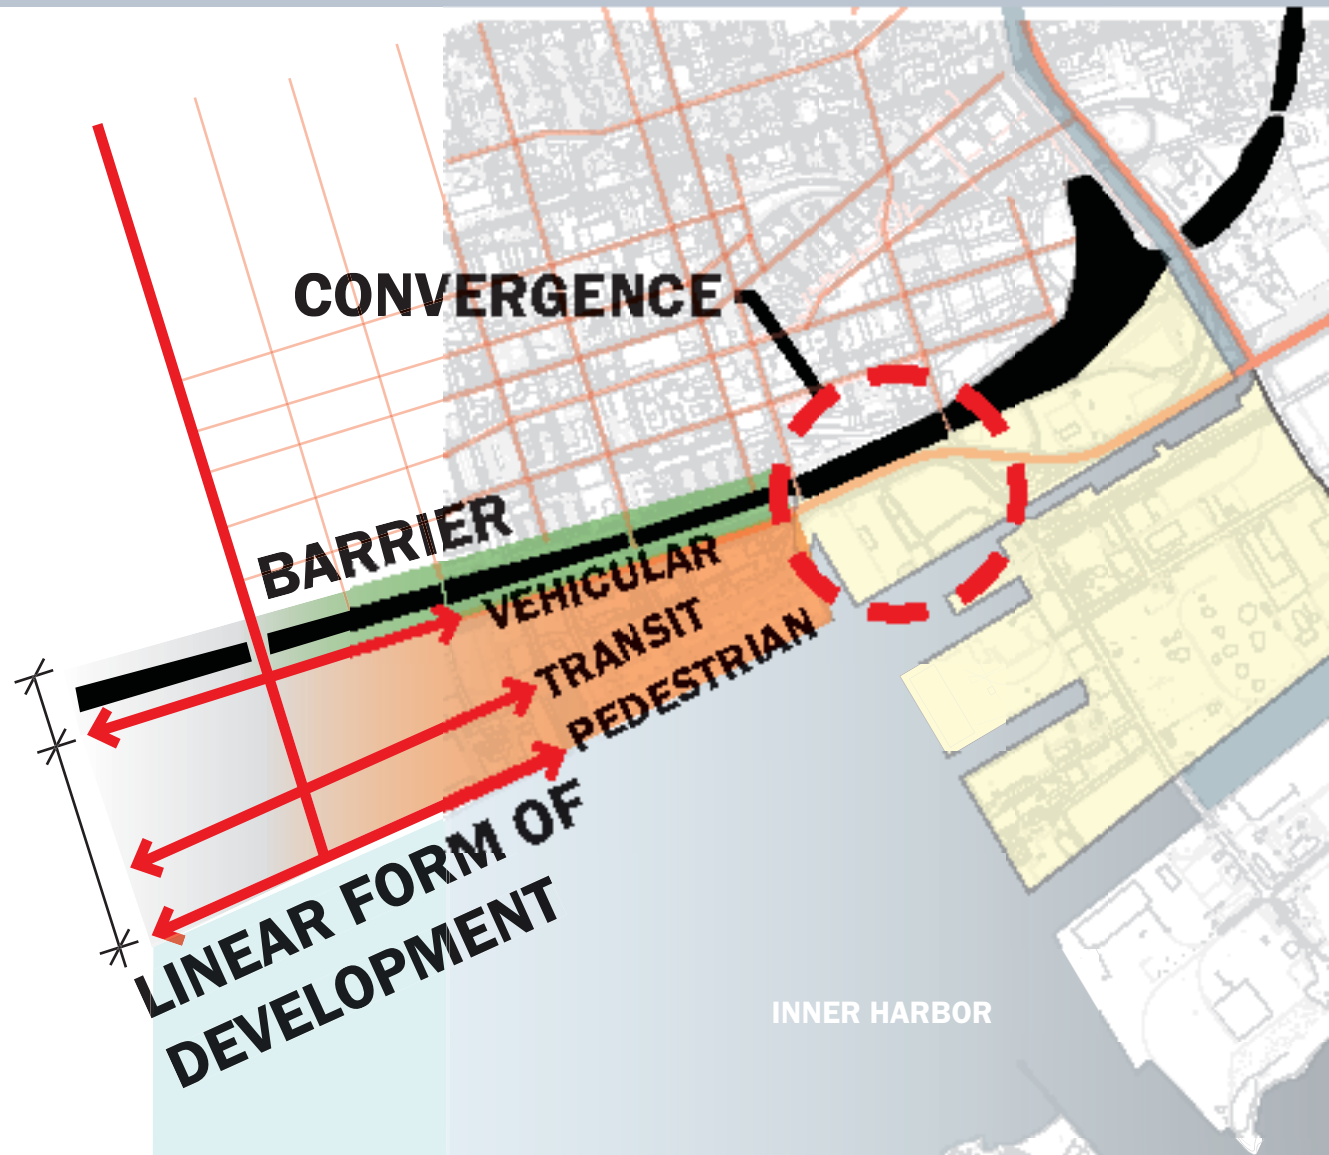 CONVERGENCE
BARRIER
VEHICULAR
TRANSIT
PEDESTRIAN
LINEAR FORM OF
DEVELOPMENT
INNER HARBOR